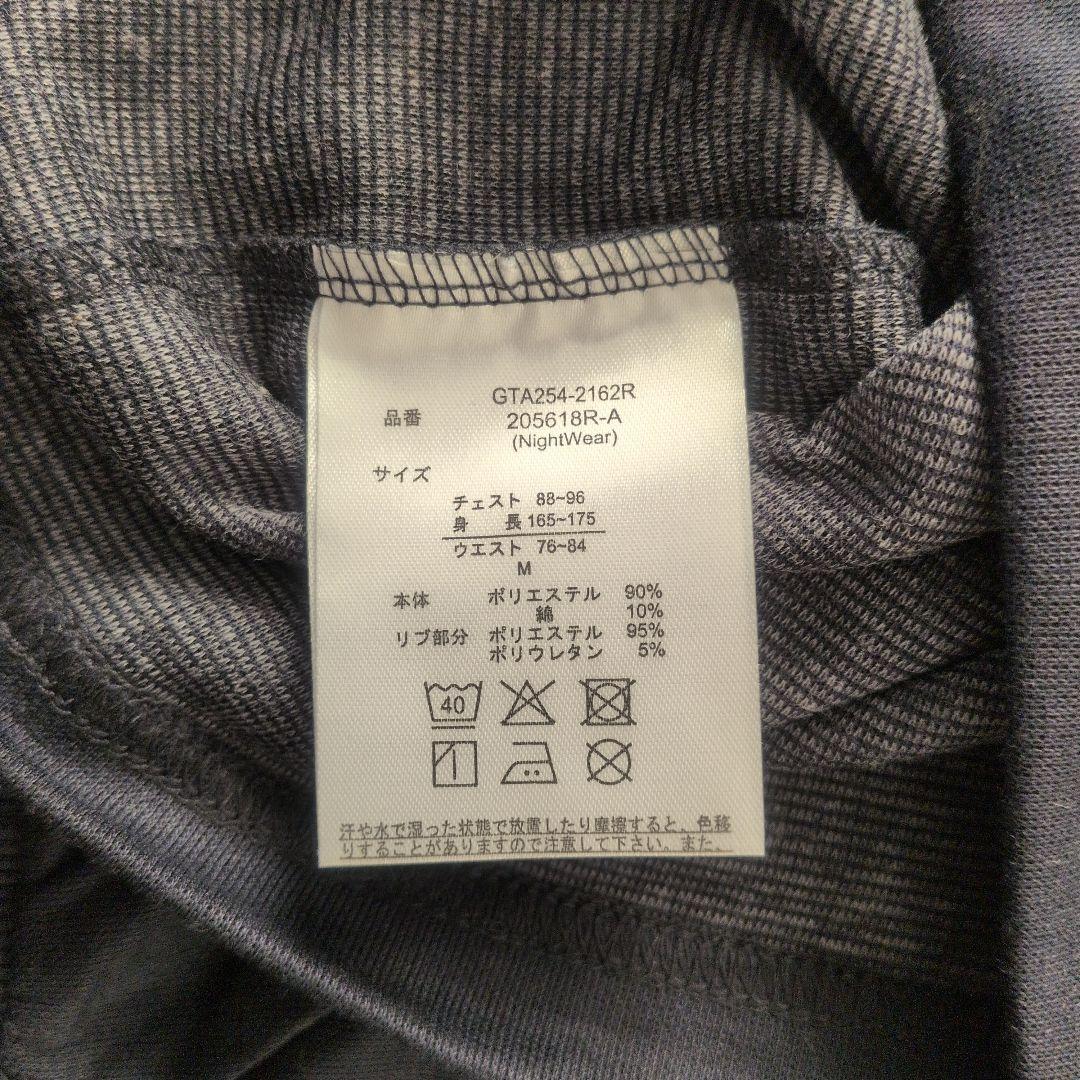 GTA254-2162R
品番 205618R-A
(NightWear)
サイズ
チェスト 88~96
身 長 165~175
ウエスト 76~84
M
本体 ポリエステル 90%
綿 10%
リブ部分 ポリエステル 95%
ポリウレタン 5%
40
汗や水で湿った状態で放置したり摩擦すると、色移
りすることがありますので注意して下さい。また、